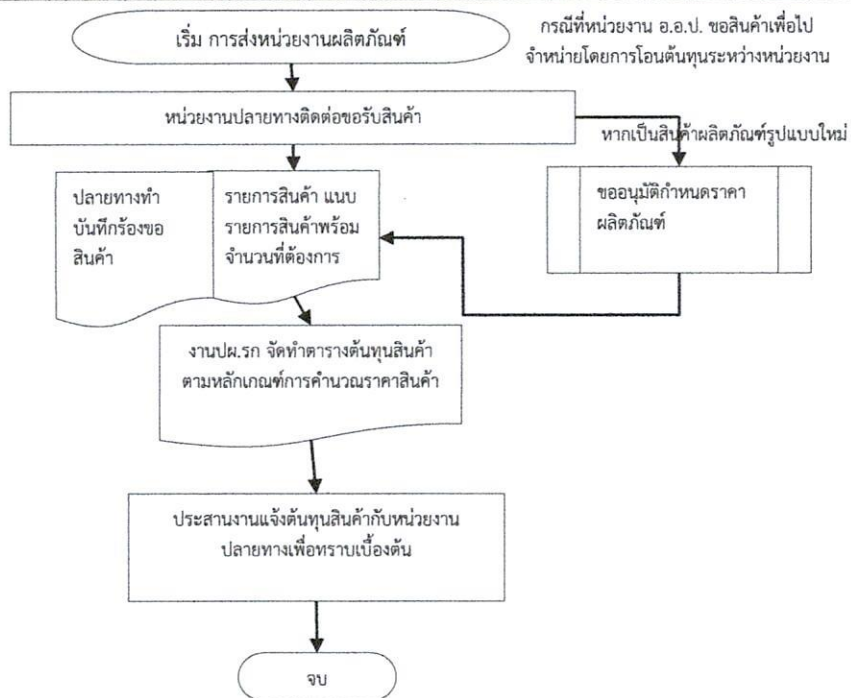 เริ่ม การส่งหน่วยงานผลิตภัณฑ์
กรณีที่หน่วยงาน อ.อ.ป. ขอสินค้าเพื่อไป
จำหน่ายโดยการโอนต้นทุนระหว่างหน่วยงาน
หน่วยงานปลายทางติดต่อขอรับสินค้า
หากเป็นสินค้าผลิตภัณฑ์รูปแบบใหม่
ปลายทางทำ
บันทึกร้องขอ
สินค้า
รายการสินค้า แนบ
รายการสินค้าพร้อม
จำนวนที่ต้องการ
ขออนุมัติกำหนดราคา
ผลิตภัณฑ์
งานปผ.รก จัดทำตารางต้นทุนสินค้า
ตามหลักเกณฑ์การคำนวณราคาสินค้า
ประสานงานแจ้งต้นทุนสินค้ากับหน่วยงาน
ปลายทางเพื่อทราบเบื้องต้น
จบ